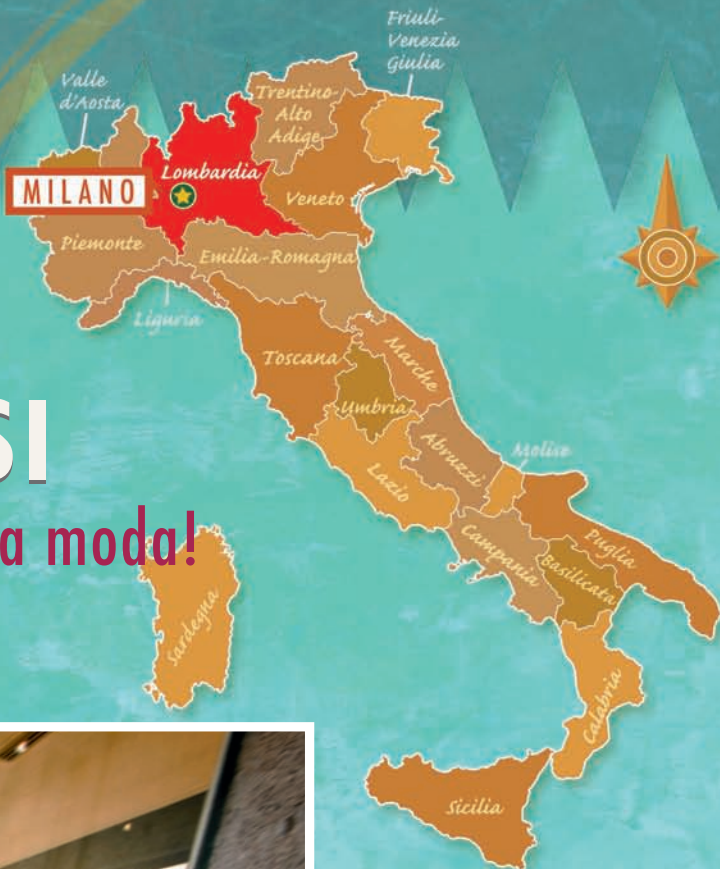 Friuli-
Venezia
Giulia
Valle
d'Aosta
Trentino-
Alto
Adige
Lombardia
MILANO
Veneto
Piemonte
Emilia-Romagna
Liguria
Toscana
Marche
Umbria
SI
Abruzzi
Molise
Lazio
a moda!
Campania
Puglia
Basilicata
Sardegna
Calabria
Sicilia